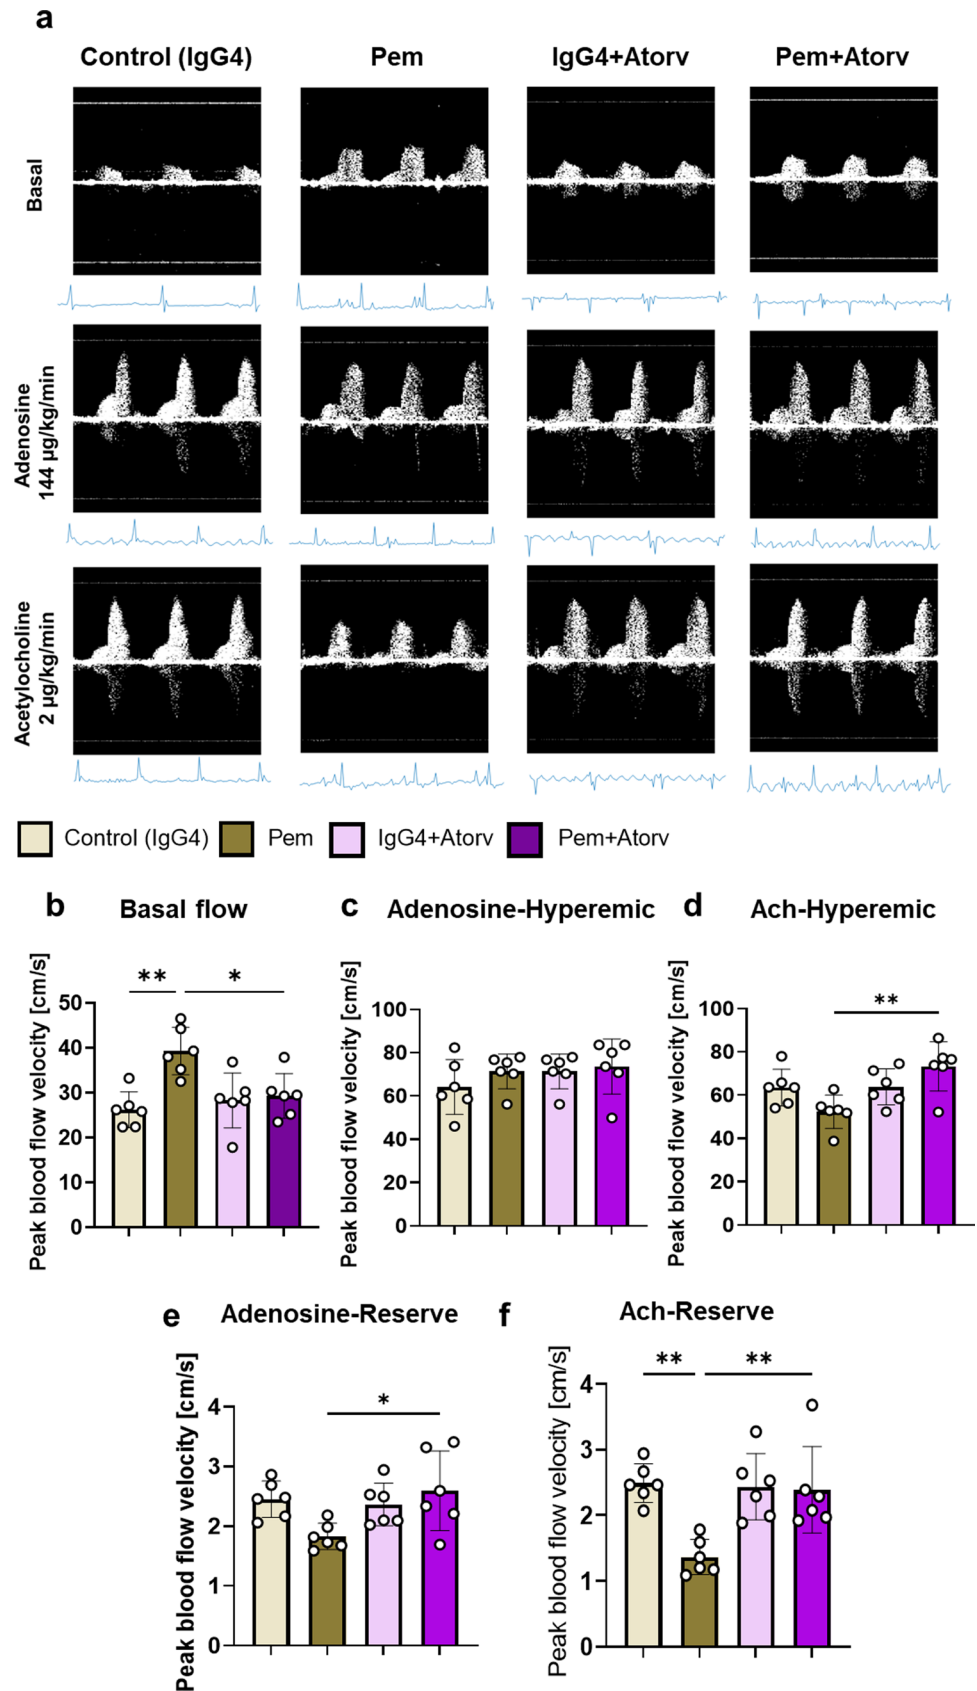 a
Control (IgG4) Pem IgG4+Atorv Pem+Atorv
Basal
Adenosine
144 µg/kg/min
Acetylocholine
2 µg/kg/min
Control (IgG4) Pem IgG4+Atorv Pem+Atorv
b Basal flow
Peak blood flow velocity [cm/s]
50
40
30
20
10
0
** *
c Adenosine-Hyperemic
Peak blood flow velocity [cm/s]
100
80
60
40
20
0
d Ach-Hyperemic
Peak blood flow velocity [cm/s]
100
80
60
40
20
0
**
e Adenosine-Reserve
Peak blood flow velocity [cm/s]
4
3
2
1
0
*
f Ach-Reserve
Peak blood flow velocity [cm/s]
4
3
2
1
0
** **